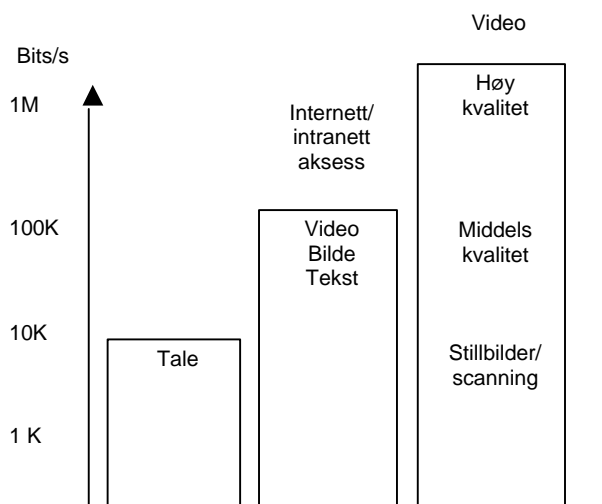 Video
Bits/s
1M
100K
10K
1 K
Tale
Internett/
intranett
aksess
Video
Bilde
Tekst
Høy
kvalitet
Middels
kvalitet
Stillbilder/
scanning